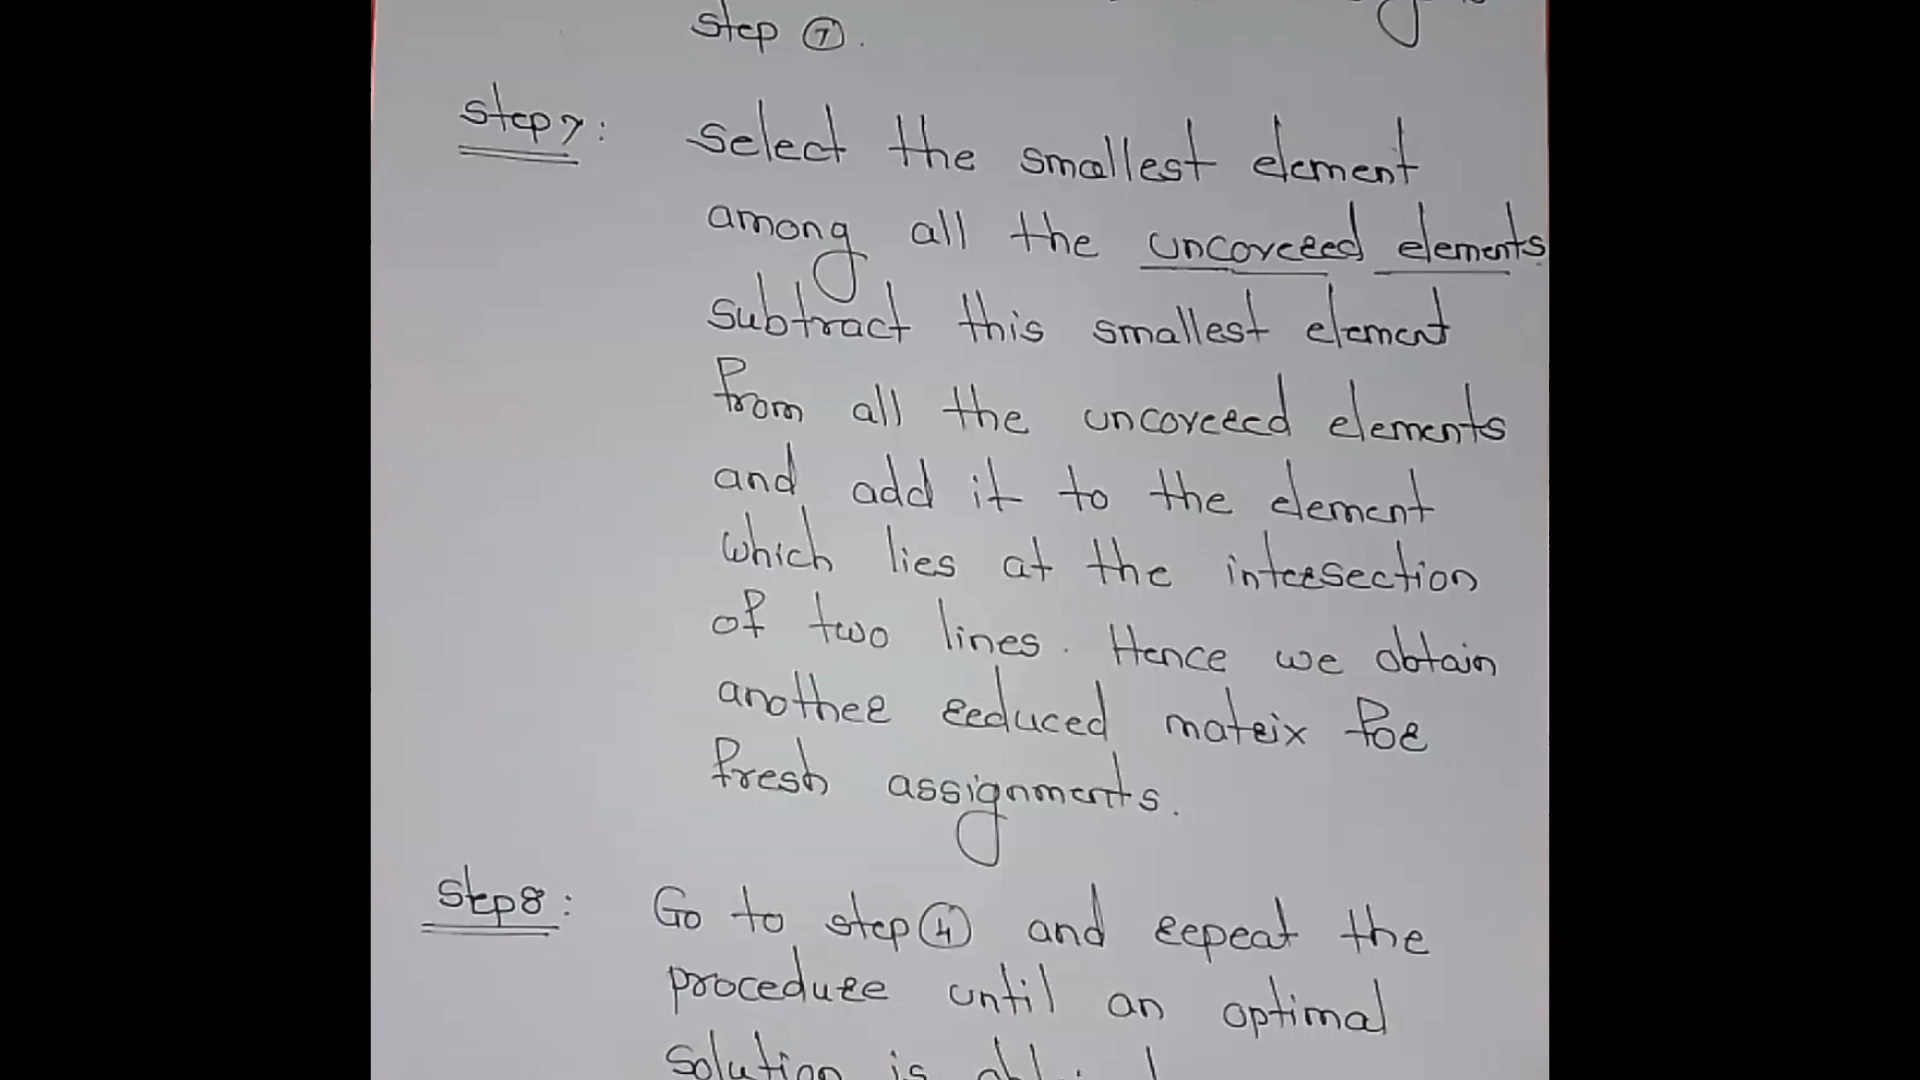 step ⑦.
Step 7: Select the smallest element
among all the uncovered elements.
subtract this smallest element
from all the uncovered elements
and add it to the element
which lies at the intersection
of two lines. Hence we obtain
another reduced matrix for
fresh assignments.
Step 8: Go to step ④ and repeat the
procedure until an optimal
solution is